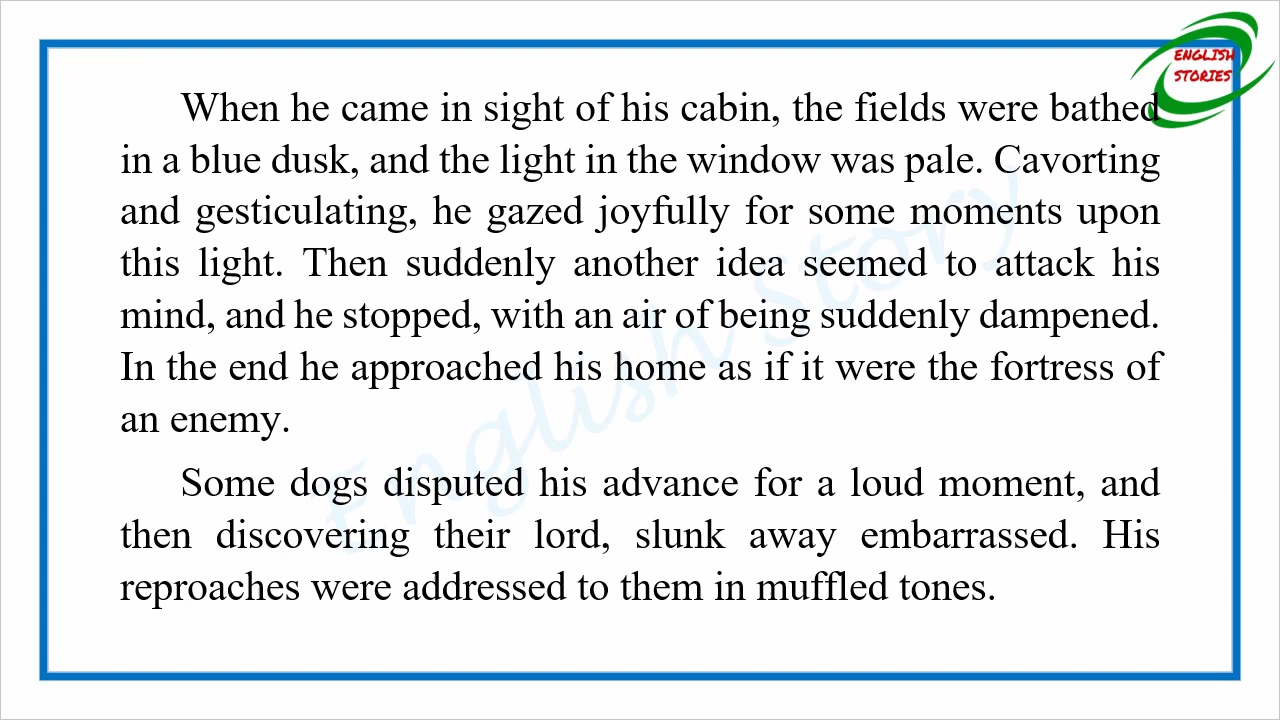 ENGLISH
STORIES
When he came in sight of his cabin, the fields were bathed
in a blue dusk, and the light in the window was pale. Cavorting
and gesticulating, he gazed joyfully for some moments upon
this light. Then suddenly another idea seemed to attack his
mind, and he stopped, with an air of being suddenly dampened.
In the end he approached his home as if it were the fortress of
an enemy.
Some dogs disputed his advance for a loud moment, and
then discovering their lord, slunk away embarrassed. His
reproaches were addressed to them in muffled tones.
English Story